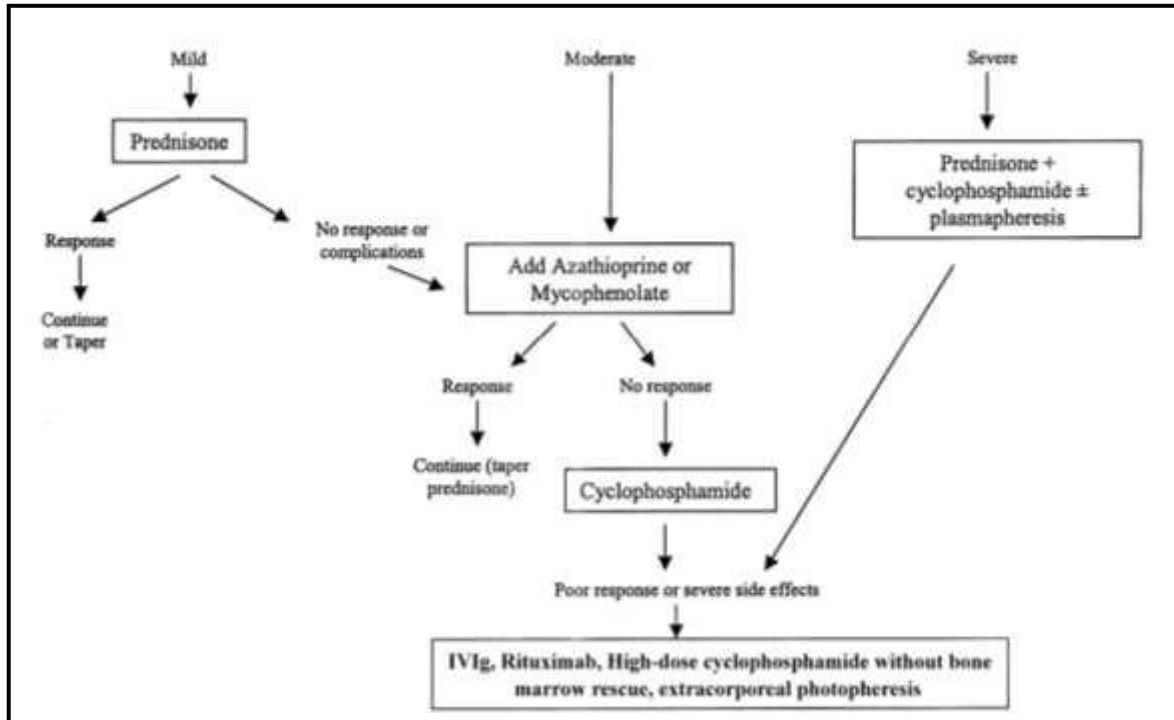 Mild
Moderate
Severe
Prednisone
Prednisone +
cyclophosphamide ±
plasmapheresis
Response
No response or
complications
Add Azathioprine or
Mycophenolate
Continue
or Taper
Response
No response
Continue (taper
prednisone)
Cyclophosphamide
Poor response or severe side effects
IVIg, Rituximab, High-dose cyclophosphamide without bone
marrow rescue, extracorporeal photopheresis